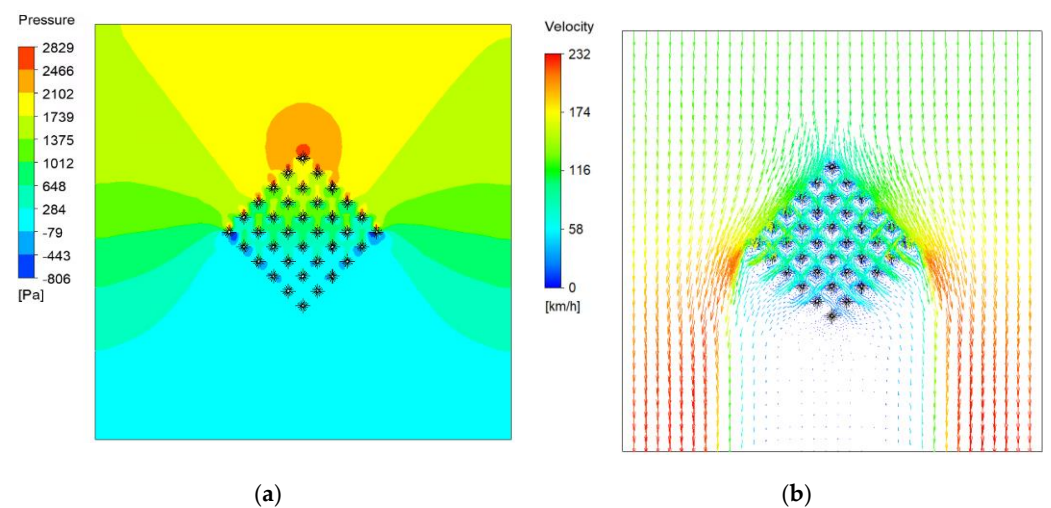 Pressure
2829
2466
2102
1739
1375
1012
648
284
-79
-443
-806
[Pa]
Velocity
232
174
116
58
0
[km/h]
(a)
(b)